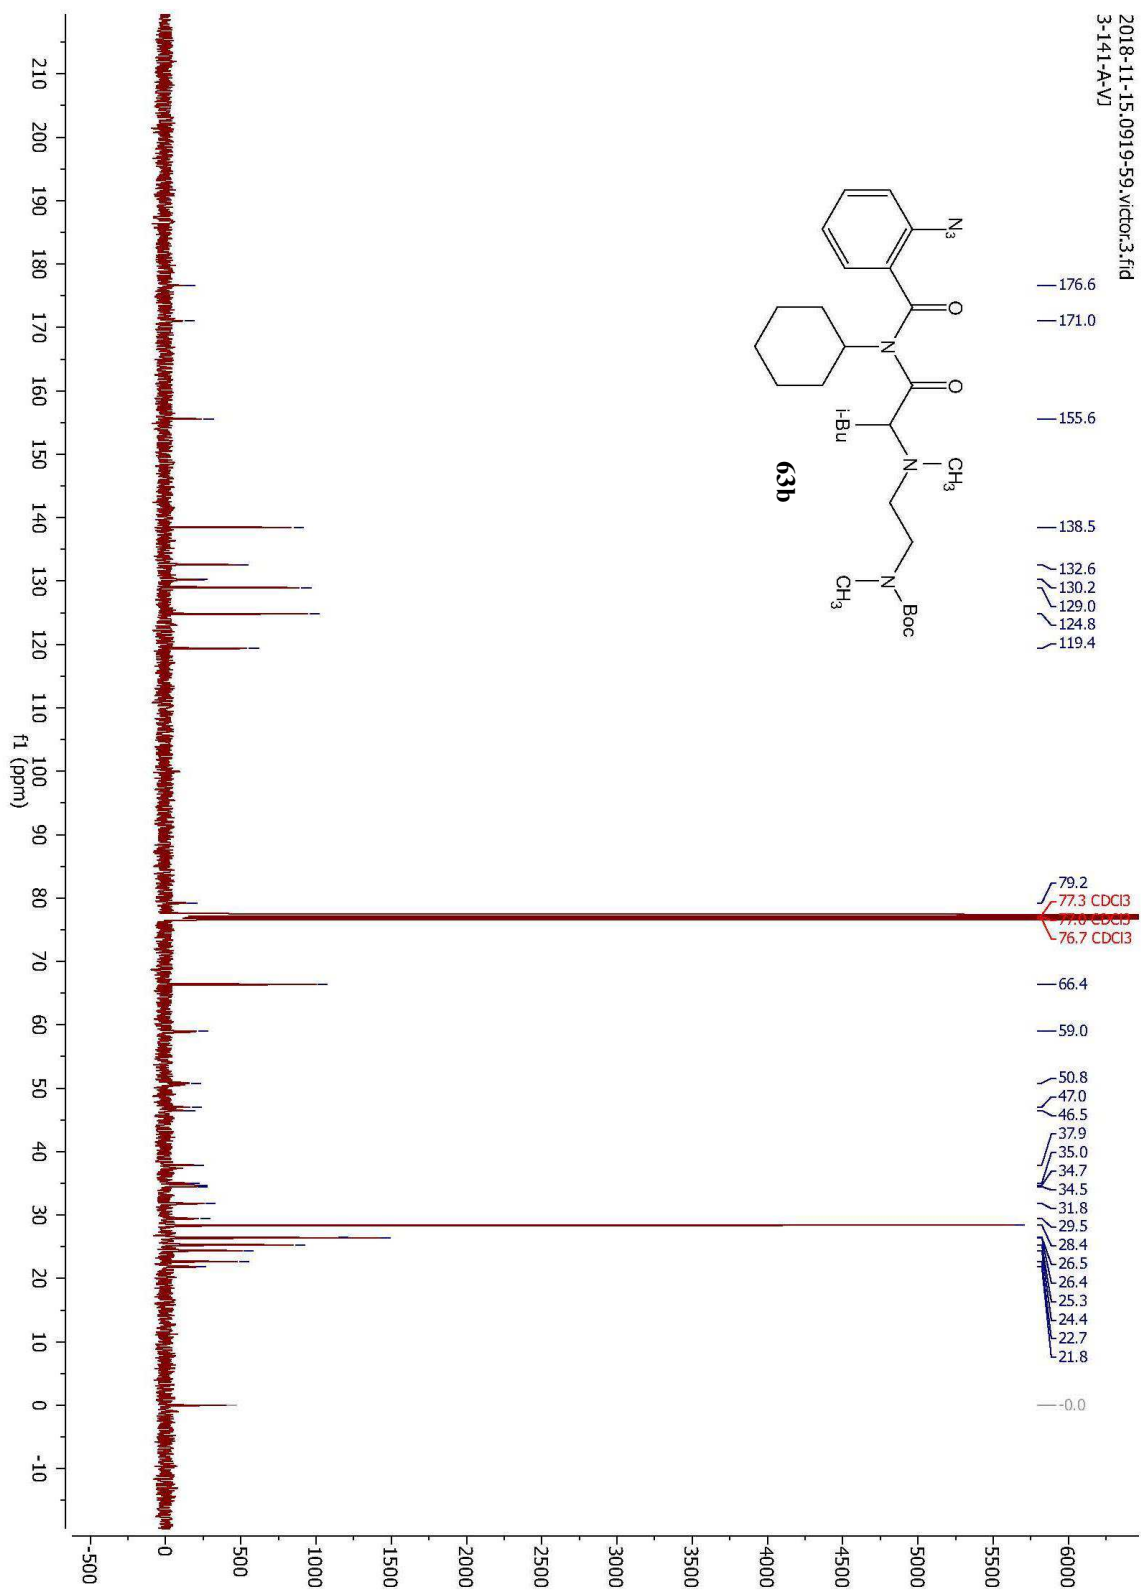 2018-11-15.0919-59.victor.3.fid
3-141-A-VJ
176.6
171.0
155.6
138.5
132.6
130.2
129.0
124.8
119.4
79.2
77.3 CDCl3
77.0 CDCl3
76.7 CDCl3
66.4
59.0
50.8
47.0
46.5
37.9
35.0
34.7
34.5
31.8
29.5
28.4
26.5
26.4
25.3
24.4
22.7
21.8
-0.0
N3
O
O
CH3
N
N
N
Boc
i-Bu
CH3
63b
6000
5500
5000
4500
4000
3500
3000
2500
2000
1500
1000
500
0
-500
210 200 190 180 170 160 150 140 130 120 110 100 90 80 70 60 50 40 30 20 10 0 -10
f1 (ppm)